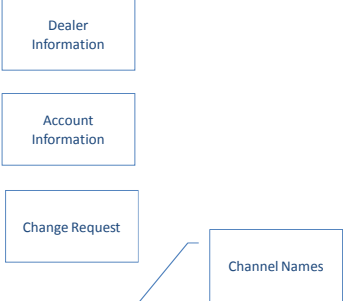 Dealer
Information
Account
Information
Change Request
Channel Names